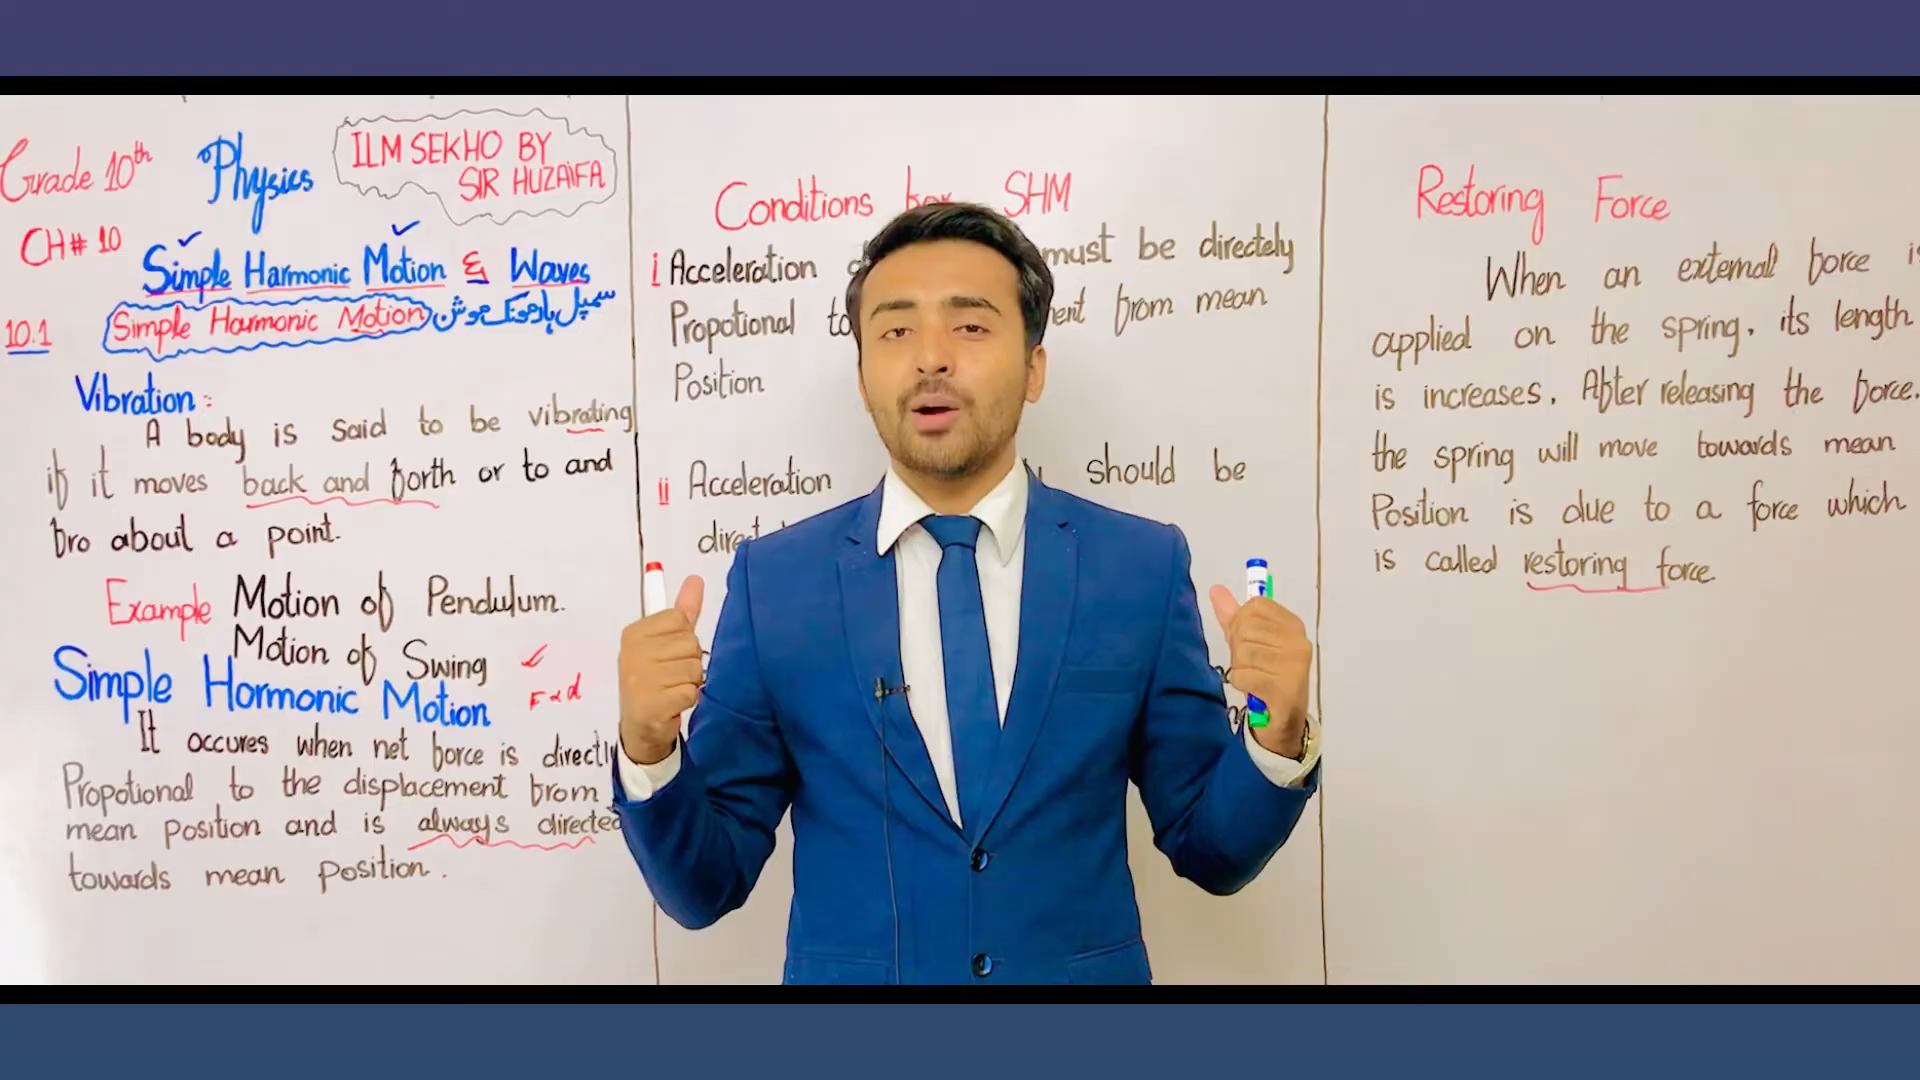 Grade 10th Physics
ILM SEKHO BY
SIR HUZAIFA
CH# 10
Simple Harmonic Motion & Waves
10.1 Simple Harmonic Motion سمپل ہارمونک موشن
Vibration:
A body is said to be vibrating
if it moves back and forth or to and
fro about a point.
Example Motion of Pendulum.
Motion of Swing
F ∝ d
Simple Hormonic Motion
It occures when net force is directly
Propotional to the displacement from
mean position and is always directed
towards mean position.
Conditions for SHM
i Acceleration must be directely
Propotional to from mean
Position
ii Acceleration should be
Restoring Force
When an external force is
applied on the spring, its length
is increases. After releasing the force.
the spring will move towards mean
Position is due to a force which
is called restoring force